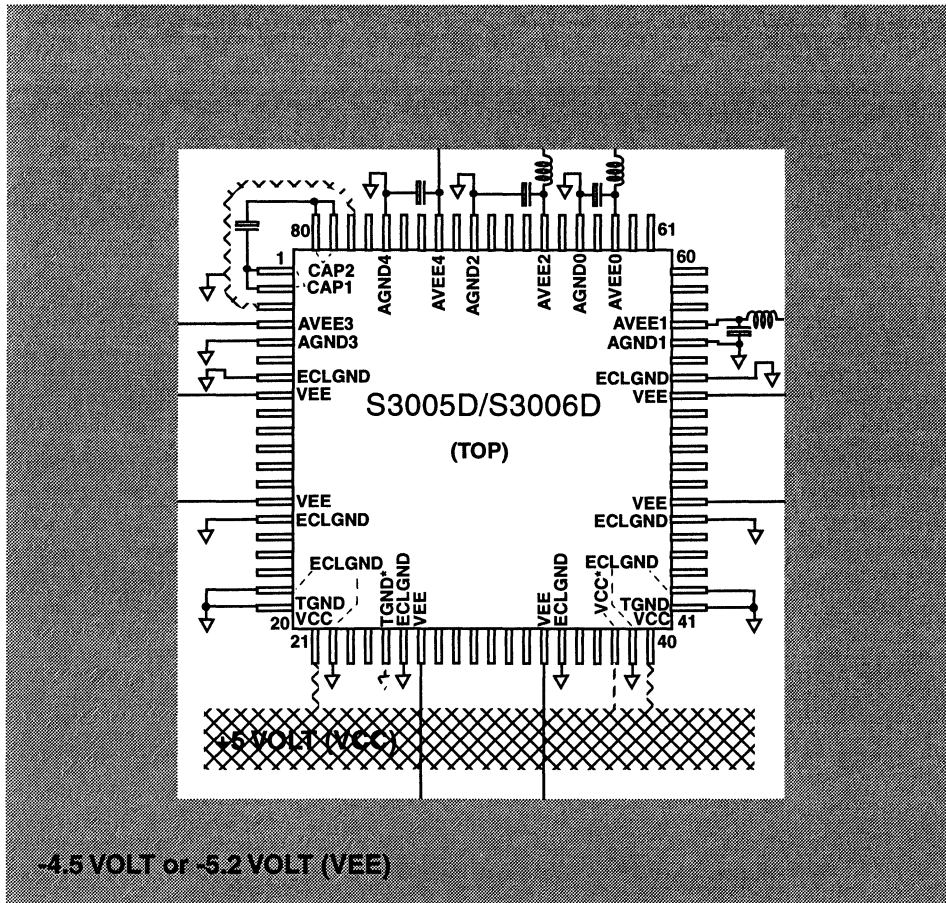 80
61
AGND4
AVEE4
AGND2
AVEE2
AGND0
AVEE0
1
60
CAP2
CAP1
AVEE3
AVEE1
AGND3
AGND1
ECLGND
ECLGND
VEE
VEE
S3005D/S3006D
(TOP)
VEE
VEE
ECLGND
ECLGND
ECLGND
ECLGND
TGND*
ECLGND
VEE
VEE
ECLGND
VCC*
TGND
TGND
20
VCC
VCC
41
21
40
+5 VOLT (VCC)
-4.5 VOLT or -5.2 VOLT (VEE)